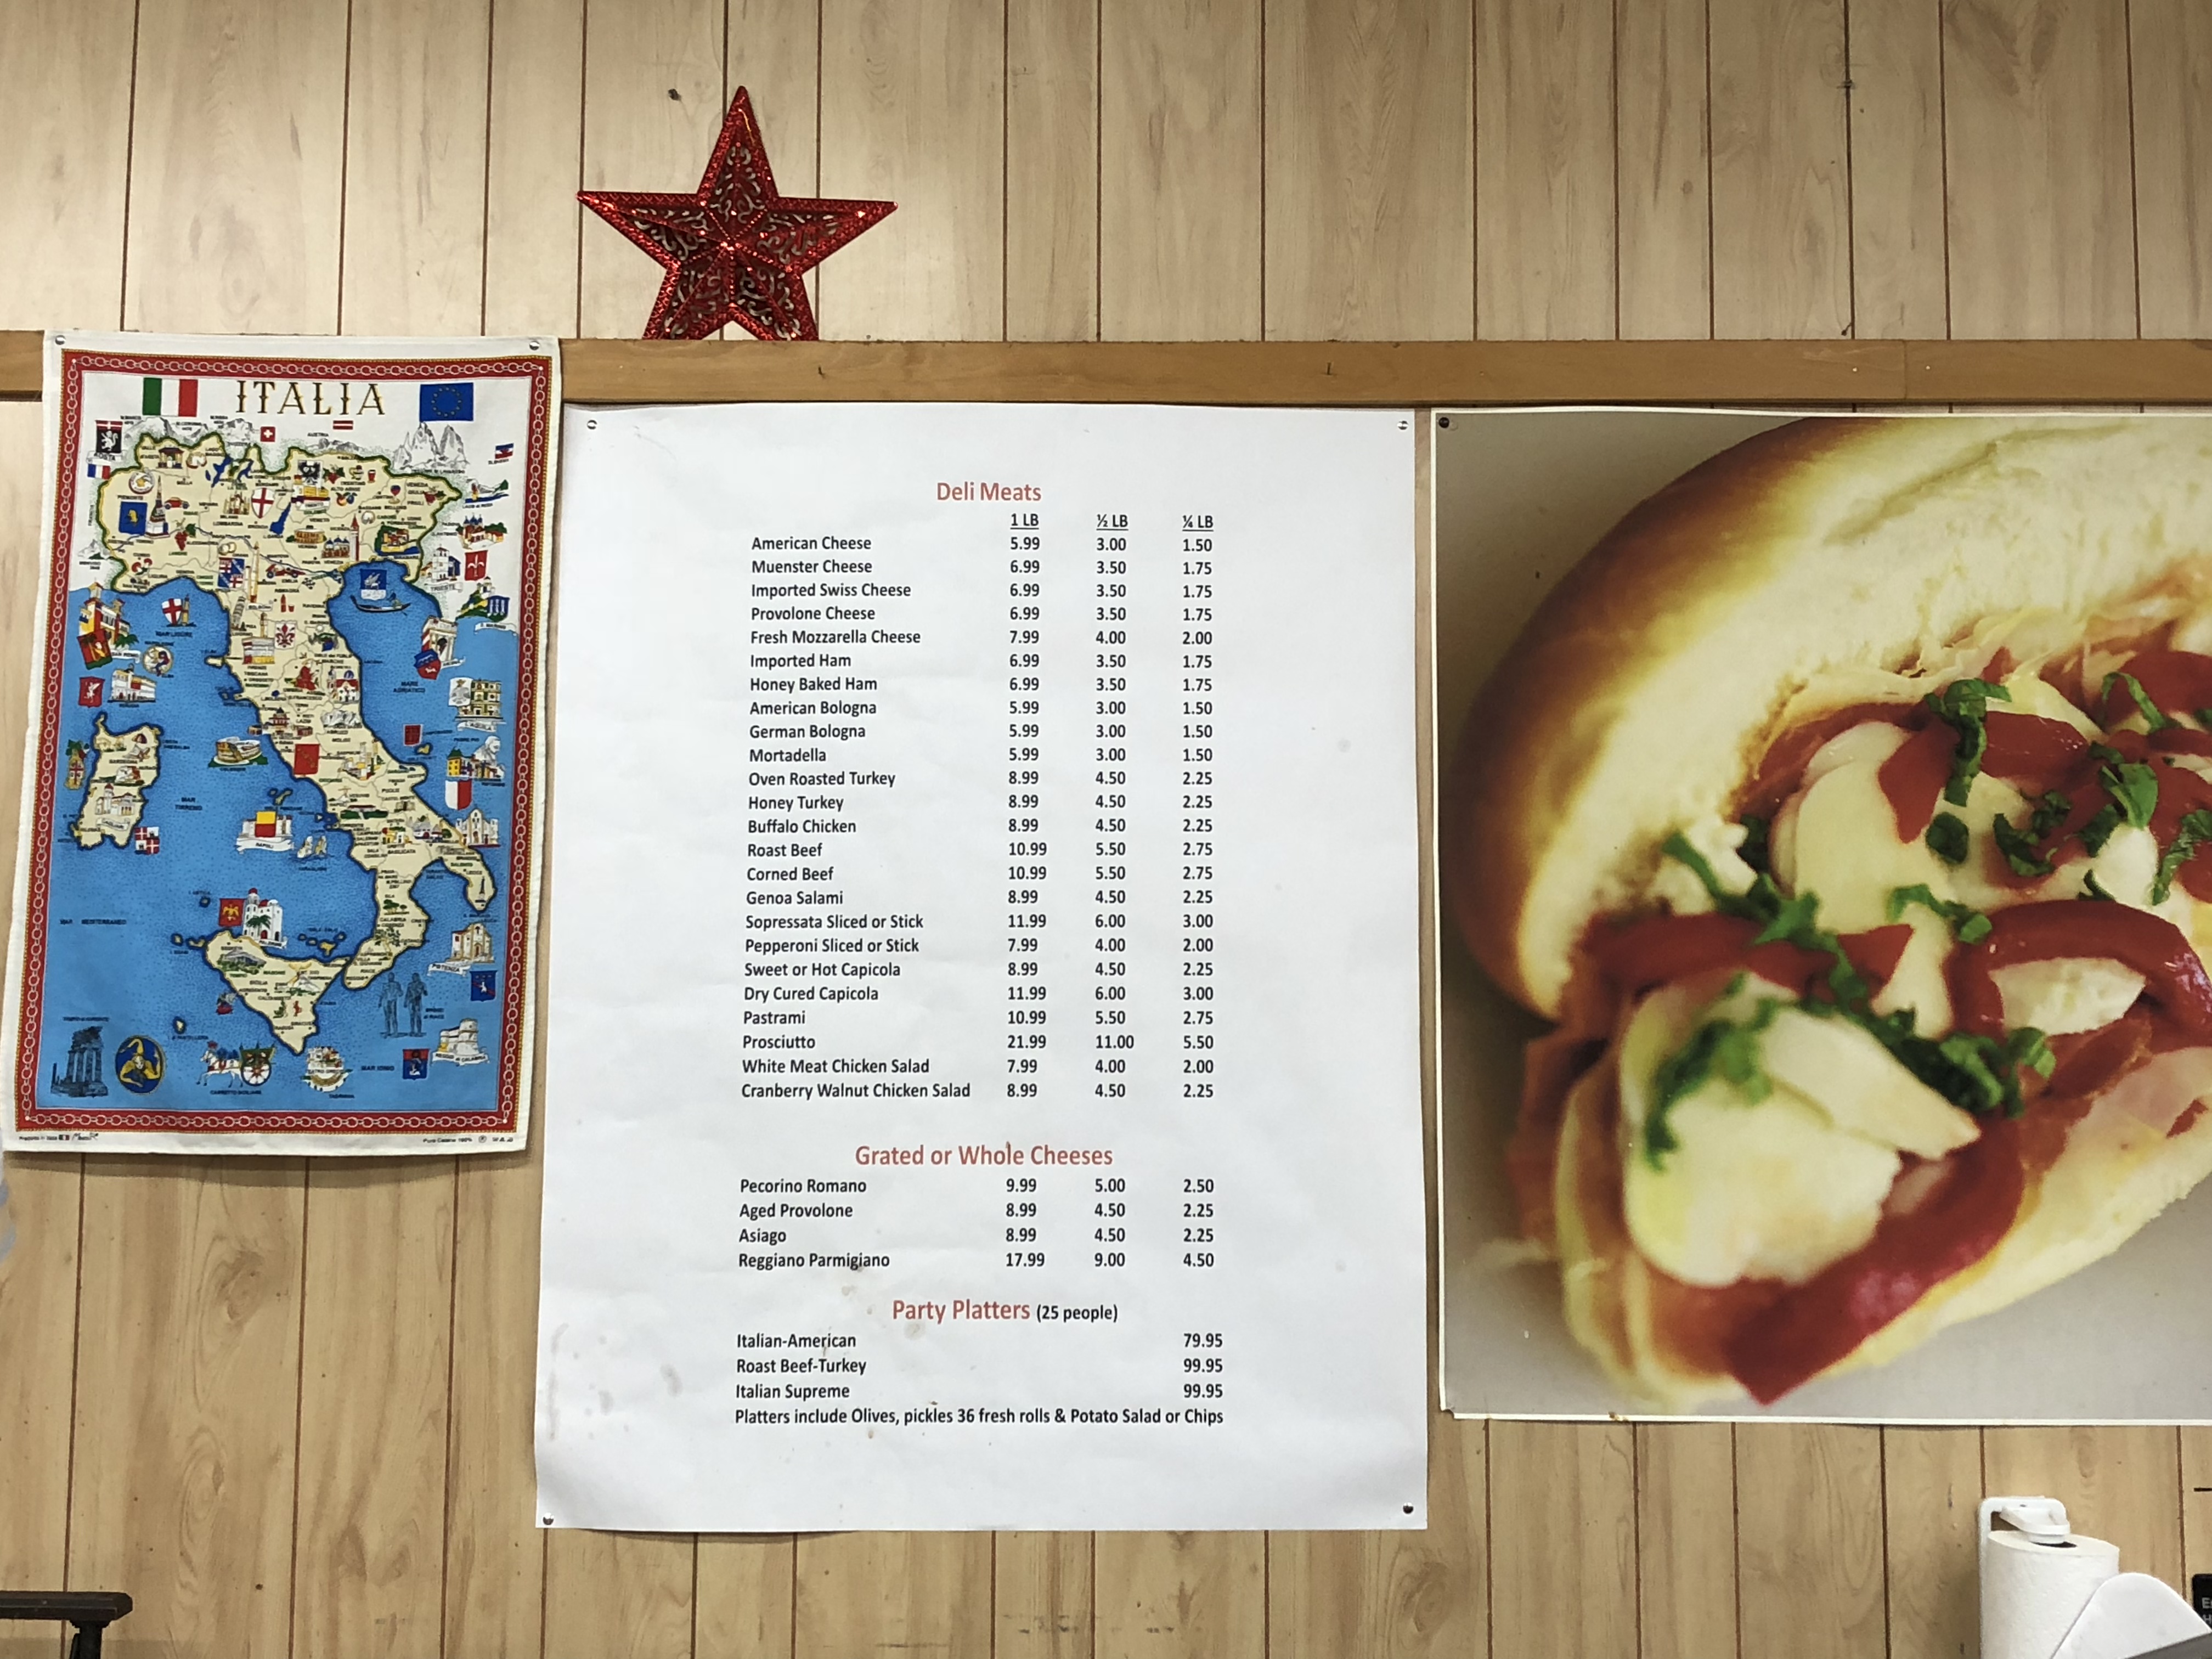 ITALIA
MAR LIGURE
MARE
ADRIATICO
MAR
TIRRENO
NAPOLI
MAR MEDITERRANEO
MAR IONIO
Deli Meats
1 LB ½ LB ¼ LB
American Cheese 5.99 3.00 1.50
Muenster Cheese 6.99 3.50 1.75
Imported Swiss Cheese 6.99 3.50 1.75
Provolone Cheese 6.99 3.50 1.75
Fresh Mozzarella Cheese 7.99 4.00 2.00
Imported Ham 6.99 3.50 1.75
Honey Baked Ham 6.99 3.50 1.75
American Bologna 5.99 3.00 1.50
German Bologna 5.99 3.00 1.50
Mortadella 5.99 3.00 1.50
Oven Roasted Turkey 8.99 4.50 2.25
Honey Turkey 8.99 4.50 2.25
Buffalo Chicken 8.99 4.50 2.25
Roast Beef 10.99 5.50 2.75
Corned Beef 10.99 5.50 2.75
Genoa Salami 8.99 4.50 2.25
Sopressata Sliced or Stick 11.99 6.00 3.00
Pepperoni Sliced or Stick 7.99 4.00 2.00
Sweet or Hot Capicola 8.99 4.50 2.25
Dry Cured Capicola 11.99 6.00 3.00
Pastrami 10.99 5.50 2.75
Prosciutto 21.99 11.00 5.50
White Meat Chicken Salad 7.99 4.00 2.00
Cranberry Walnut Chicken Salad 8.99 4.50 2.25
Grated or Whole Cheeses
Pecorino Romano 9.99 5.00 2.50
Aged Provolone 8.99 4.50 2.25
Asiago 8.99 4.50 2.25
Reggiano Parmigiano 17.99 9.00 4.50
Party Platters (25 people)
Italian-American 79.95
Roast Beef-Turkey 99.95
Italian Supreme 99.95
Platters include Olives, pickles 36 fresh rolls & Potato Salad or Chips